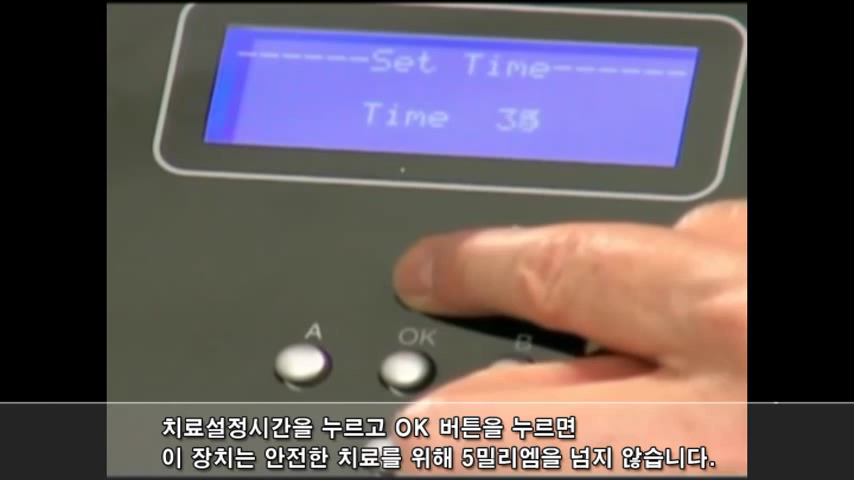 ------Set Time------
Time 3
A OK B
치료설정시간을 누르고 OK 버튼을 누르면
이 장치는 안전한 치료를 위해 5밀리엠을 넘지 않습니다.